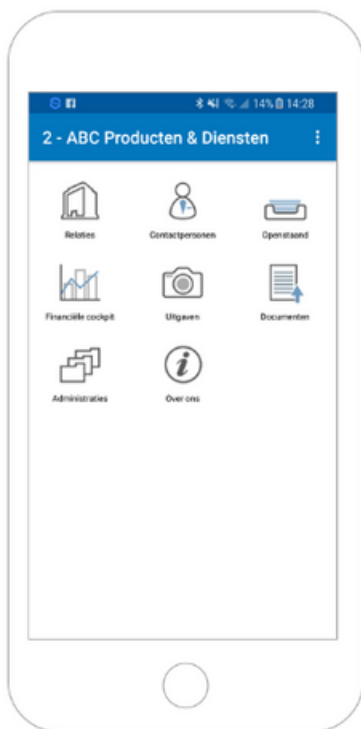 14% 14:28
2 - ABC Producten & Diensten
Relaties Contactpersonen Openstaand
Financiële cockpit Uitgaven Documenten
Administraties Over ons